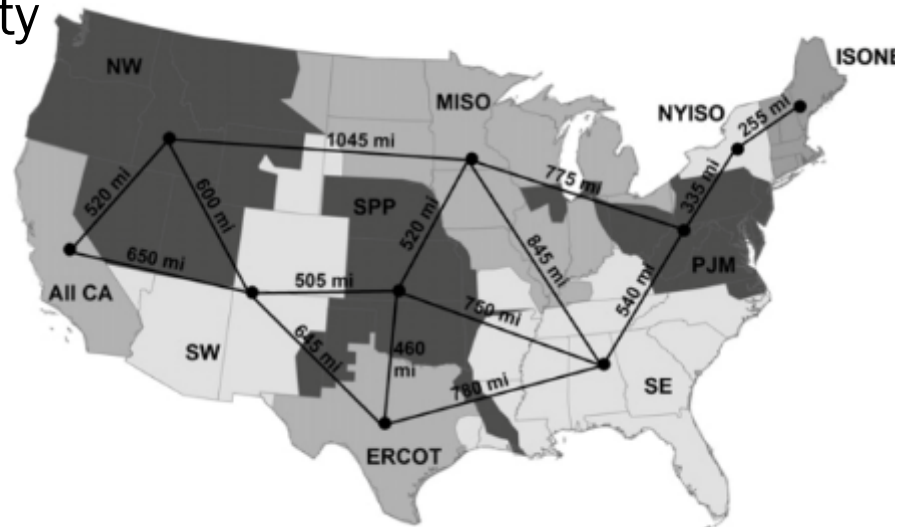 ty
NW
MISO
NYISO
ISONE
255 mi
1045 mi
775 mi
335 mi
520 mi
600 mi
SPP
520 mi
845 mi
PJM
650 mi
505 mi
540 mi
All CA
750 mi
SW
645 mi
460
mi
780 mi
SE
ERCOT